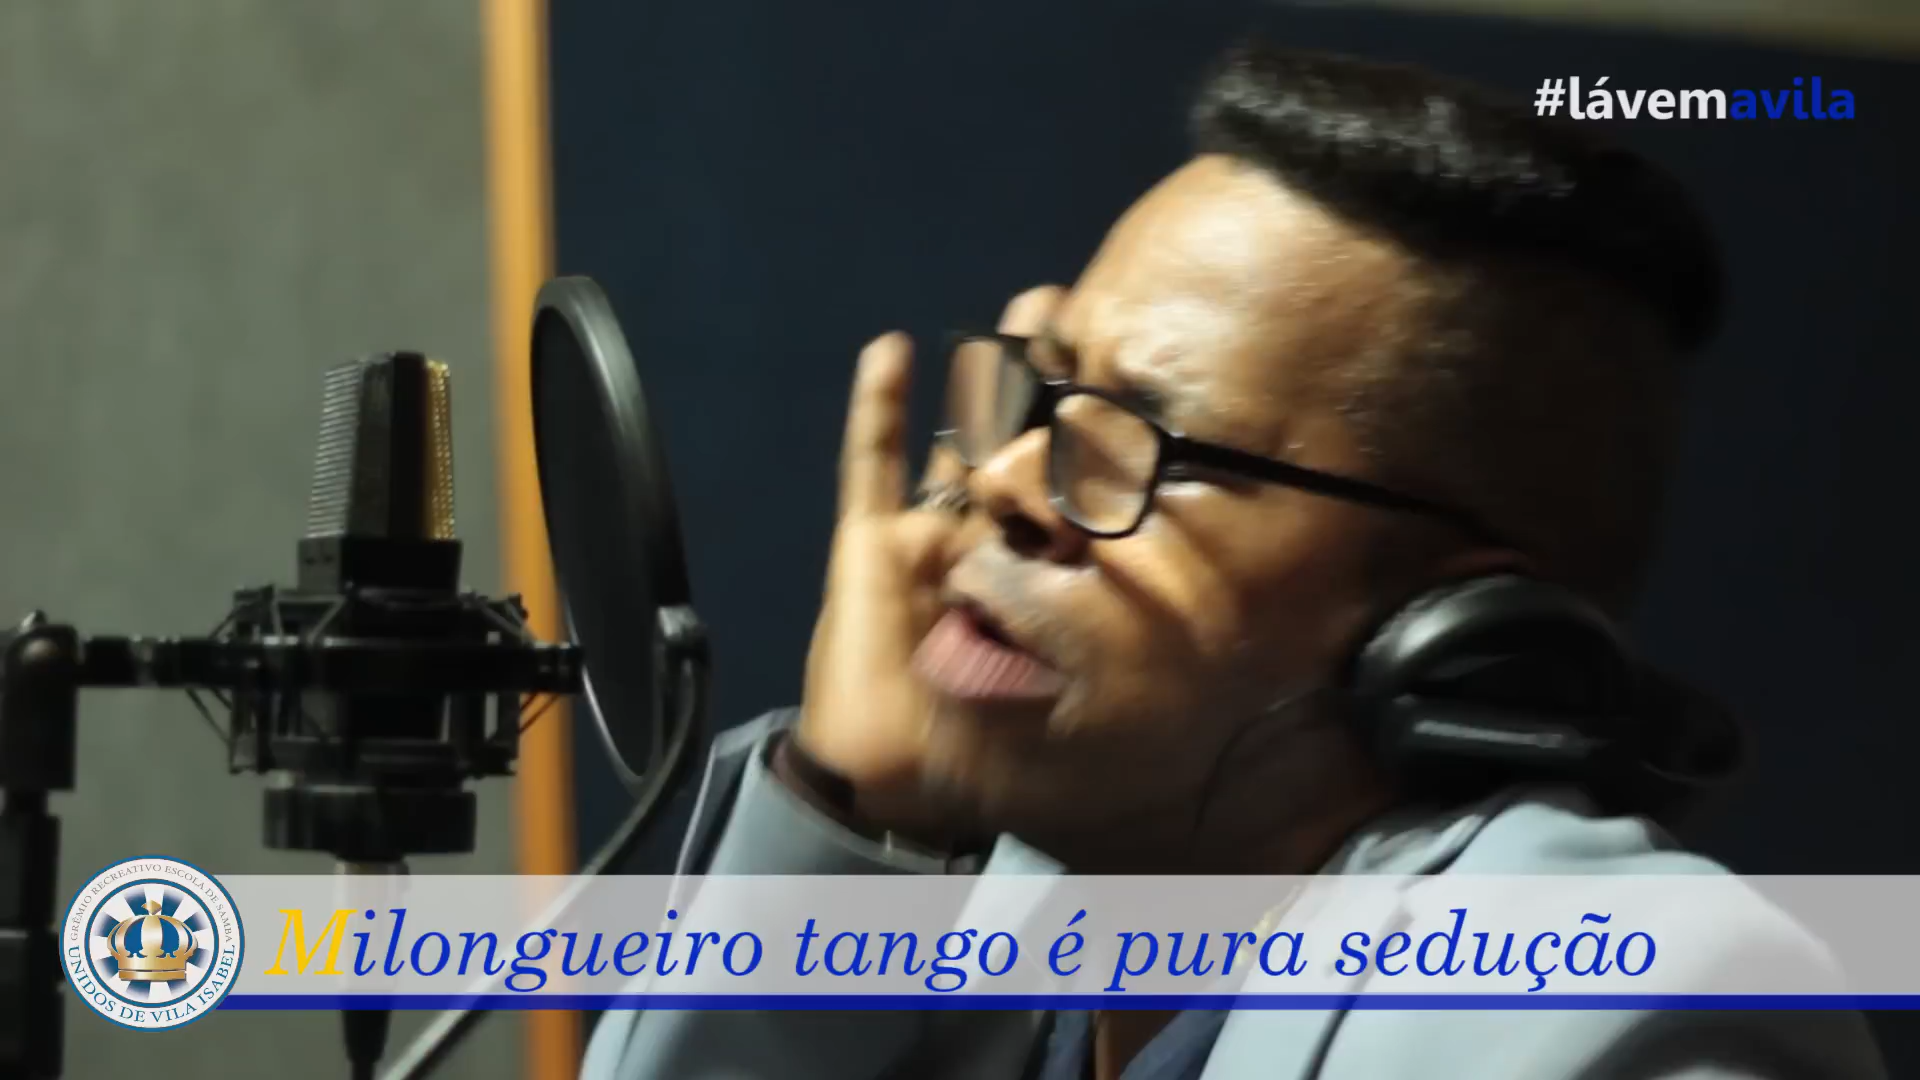 #lávemavila
Milongueiro tango é pura sedução
GRÊMIO RECREATIVO ESCOLA DE SAMBA
UNIDOS DE VILA ISABEL